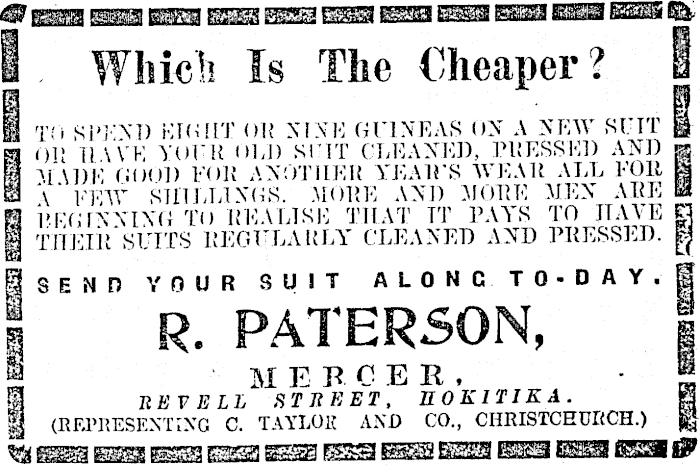 Which Is The Cheaper?
TO SPEND EIGHT OR NINE GUINEAS ON A NEW SUIT
OR HAVE YOUR OLD SUIT CLEANED, PRESSED AND
MADE GOOD FOR ANOTHER YEAR'S WEAR ALL FOR
A FEW SHILLINGS. MORE AND MORE MEN ARE
BEGINNING TO REALISE THAT IT PAYS TO HAVE
THEIR SUITS REGULARLY CLEANED AND PRESSED.
SEND YOUR SUIT ALONG TO-DAY.
R. PATERSON,
MERCER,
REVELL STREET, HOKITIKA.
(REPRESENTING C. TAYLOR AND CO., CHRISTCHURCH.)